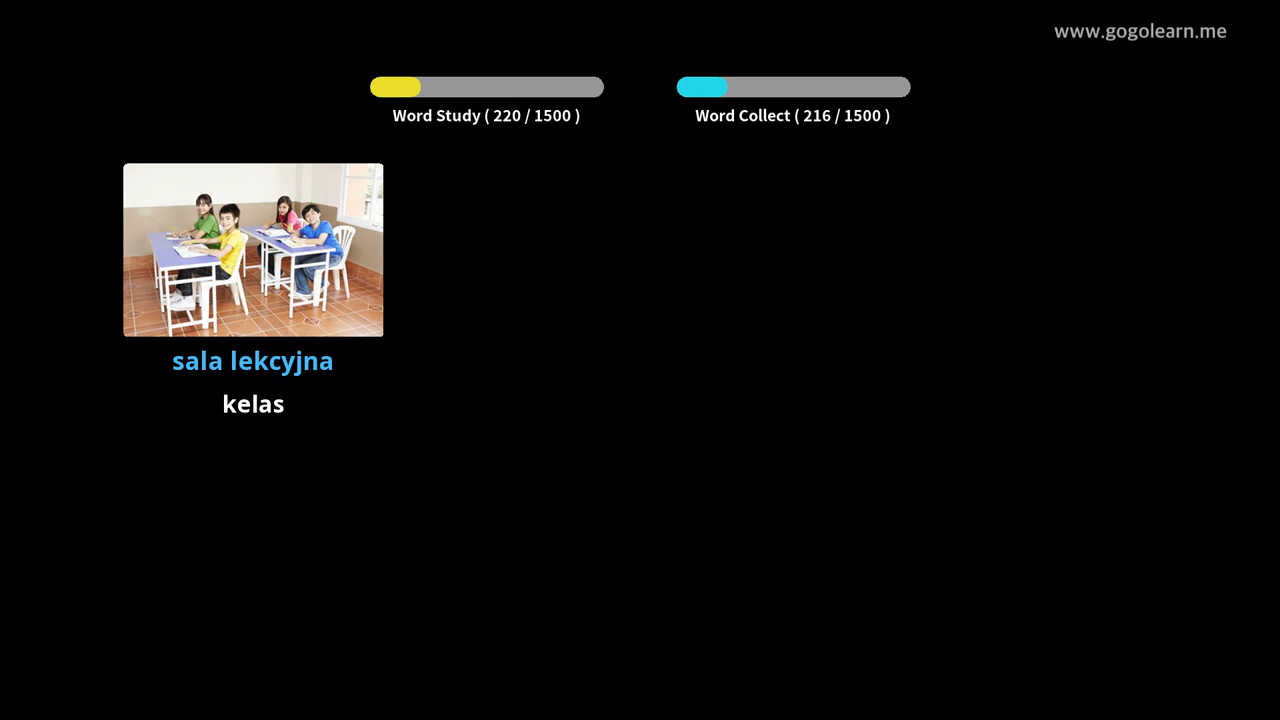 www.gogolearn.me
Word Study ( 220 / 1500 )
Word Collect ( 216 / 1500 )
sala lekcyjna
kelas